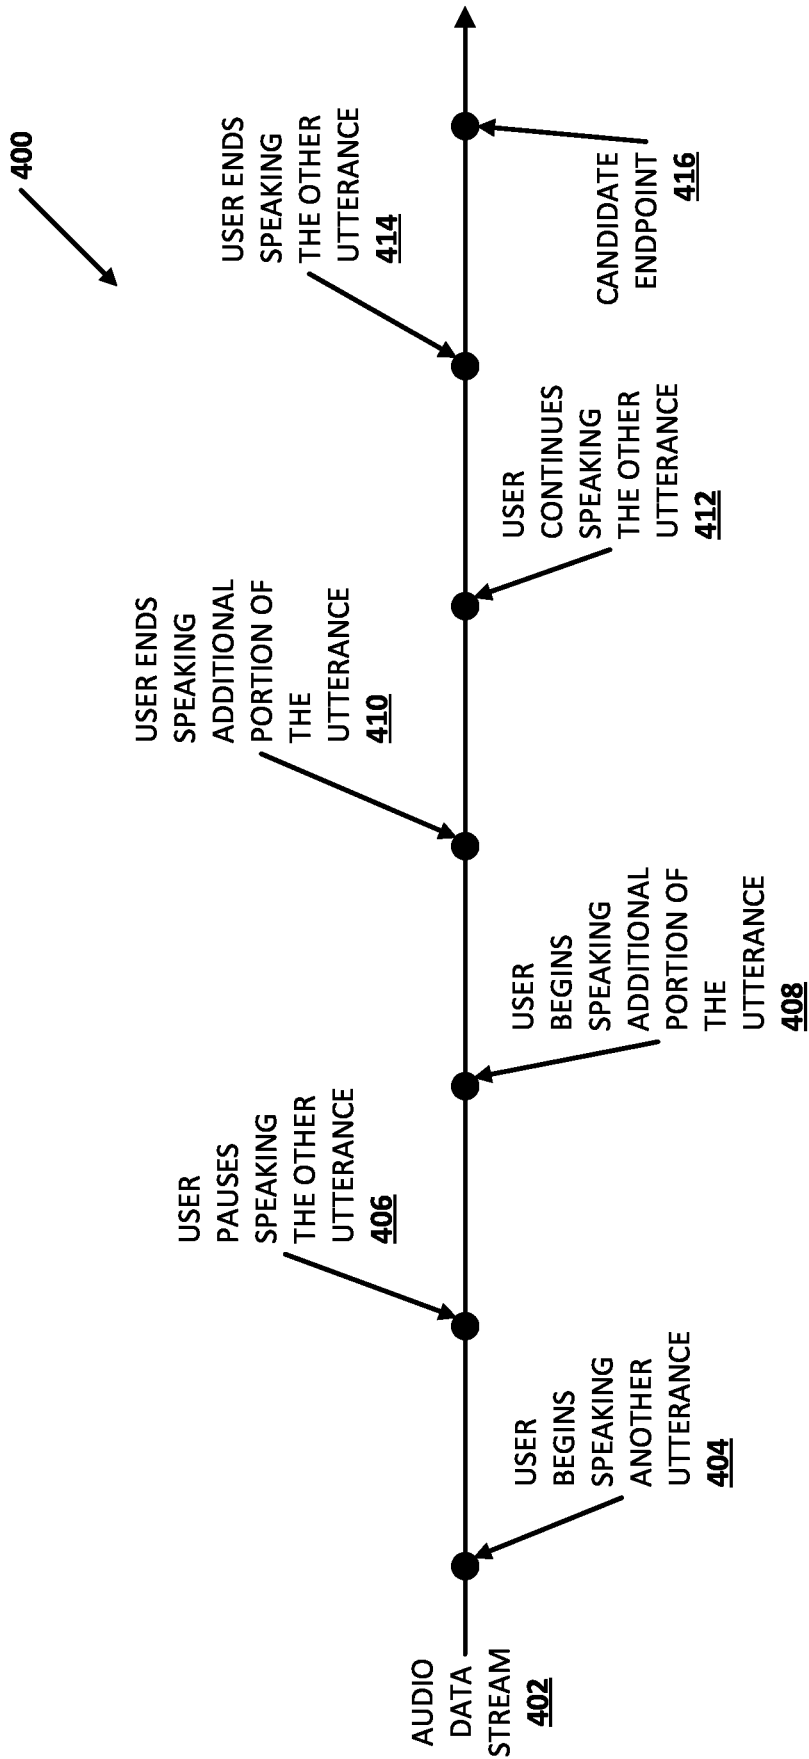 400
AUDIO
DATA
STREAM
402
USER
BEGINS
SPEAKING
ANOTHER
UTTERANCE
404
USER
PAUSES
SPEAKING
THE OTHER
UTTERANCE
406
USER
BEGINS
SPEAKING
ADDITIONAL
PORTION OF
THE
UTTERANCE
408
USER ENDS
SPEAKING
ADDITIONAL
PORTION OF
THE
UTTERANCE
410
USER
CONTINUES
SPEAKING
THE OTHER
UTTERANCE
412
USER ENDS
SPEAKING
THE OTHER
UTTERANCE
414
CANDIDATE
ENDPOINT
416